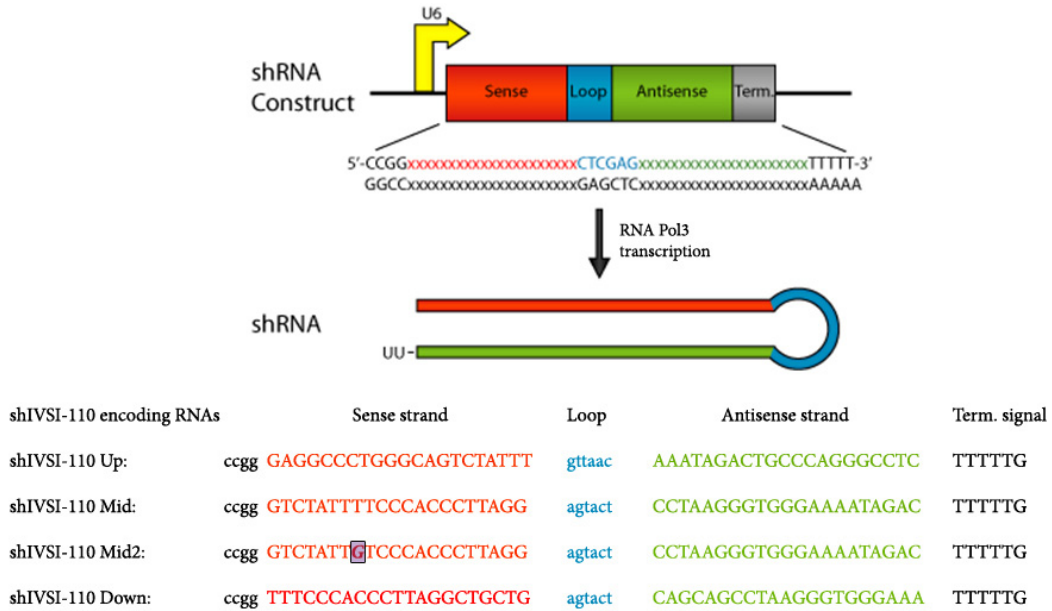 U6
shRNA
Construct
Sense Loop Antisense Term.
5′-CCGGxxxxxxxxxxxxxxxxxxxxxCTCGAGxxxxxxxxxxxxxxxxxxxxxTTTTT-3′
GGCCxxxxxxxxxxxxxxxxxxxxxGAGCTCxxxxxxxxxxxxxxxxxxxxxAAAAA
RNA Pol3
transcription
shRNA
UU-
shIVSI-110 encoding RNAs Sense strand Loop Antisense strand Term. signal
shIVSI-110 Up: ccgg GAGGCCCTGGGCAGTCTATTT gttaac AAATAGACTGCCCAGGGCCTC TTTTTG
shIVSI-110 Mid: ccgg GTCTATTTTCCCACCCTTAGG agtact CCTAAGGGTGGGAAAATAGAC TTTTTG
shIVSI-110 Mid2: ccgg GTCTATTGTCCCACCCTTAGG agtact CCTAAGGGTGGGAAAATAGAC TTTTTG
shIVSI-110 Down: ccgg TTTCCCACCCTTAGGCTGCTG agtact CAGCAGCCTAAGGGTGGGAAA TTTTTG